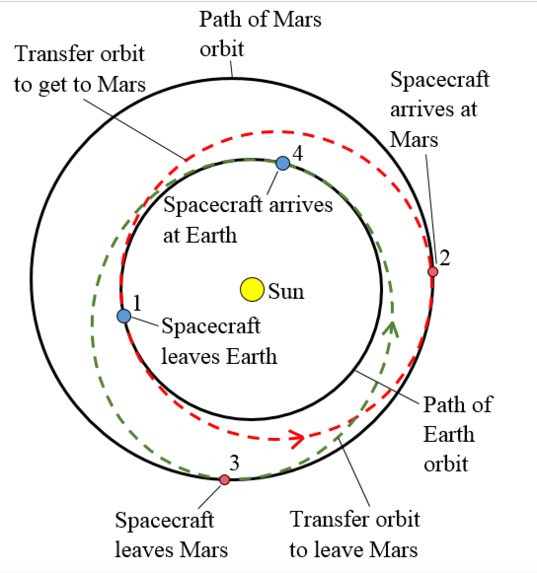 Path of Mars
orbit
Transfer orbit
to get to Mars
Spacecraft
arrives at
Mars
4
Spacecraft arrives
at Earth
2
Sun
1
Spacecraft
leaves Earth
Path of
Earth
orbit
3
Spacecraft
leaves Mars
Transfer orbit
to leave Mars